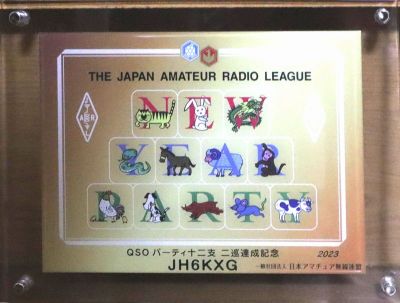 THE JAPAN AMATEUR RADIO LEAGUE
JARL
NEW
YEAR
PARTY
QSO パーティ十二支 二巡達成記念
2023
JH6KXG
一般社団法人 日本アマチュア無線連盟